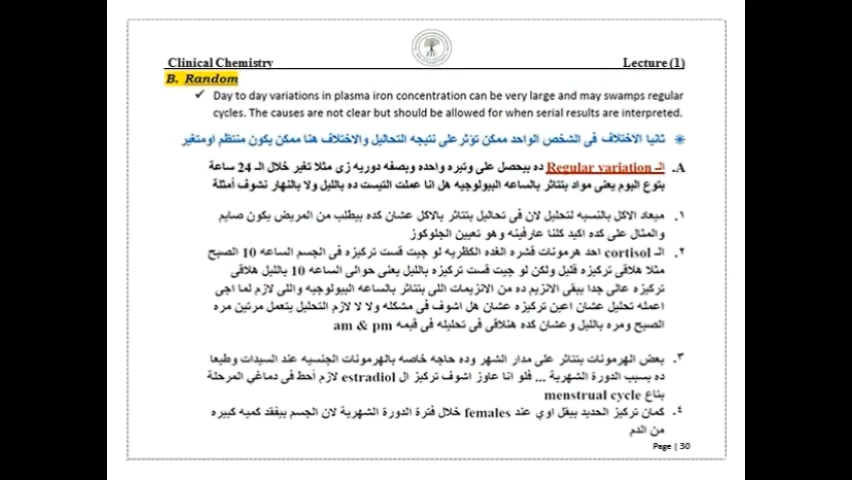 Clinical Chemistry Lecture (1)
B. Random
✓ Day to day variations in plasma iron concentration can be very large and may swamps regular
cycles. The causes are not clear but should be allowed for when serial results are interpreted.
✳ ثانيا الاختلاف فى الشخص الواحد ممكن تؤثر على نتيجه التحاليل والاختلاف هنا ممكن يكون منتظم اومتغير
A. الـ Regular variation ده بيحصل على وتيره واحده وبصفه دوريه زى مثلا تغير خلال الـ 24 ساعة
بتوع اليوم يعنى مواد بتتاثر بالساعه البيولوجيه هل انا عملت التيست ده بالليل ولا بالنهار نشوف أمثلة
١. ميعاد الاكل بالنسبه لتحليل لان فى تحاليل بتتاثر بالاكل عشان كده بيطلب من المريض يكون صايم
والمثال على كده اكيد كلنا عارفينه وهو تعيين الجلوكوز
٢. الـ cortisol احد هرمونات قشره الغده الكظريه لو جيت قست تركيزه فى الجسم الساعه 10 الصبح
مثلا هلاقى تركيزه قليل ولكن لو جيت قست تركيزه بالليل يعنى حوالى الساعه 10 بالليل هلاقى
تركيزه عالى جدا يبقى الانزيم ده من الانزيمات اللى بتتاثر بالساعه البيولوجيه واللى لازم لما اجى
اعمله تحليل عشان اعين تركيزه عشان هل اشوف فى مشكله ولا لا لازم التحليل يتعمل مرتين مره
الصبح ومره بالليل وعشان كده هنلاقى فى تحليله فى قيمه am & pm
٣. بعض الهرمونات بتتاثر على مدار الشهر وده حاجه خاصه بالهرمونات الجنسيه عند السيدات وطبعا
ده بسبب الدورة الشهرية ... فلو انا عاوز اشوف تركيز ال estradiol لازم أحط فى دماغي المرحلة
بتاع menstrual cycle
٤. كمان تركيز الحديد بيقل اوي عند females خلال فترة الدورة الشهرية لان الجسم بيفقد كميه كبيره
من الدم
Page | 30